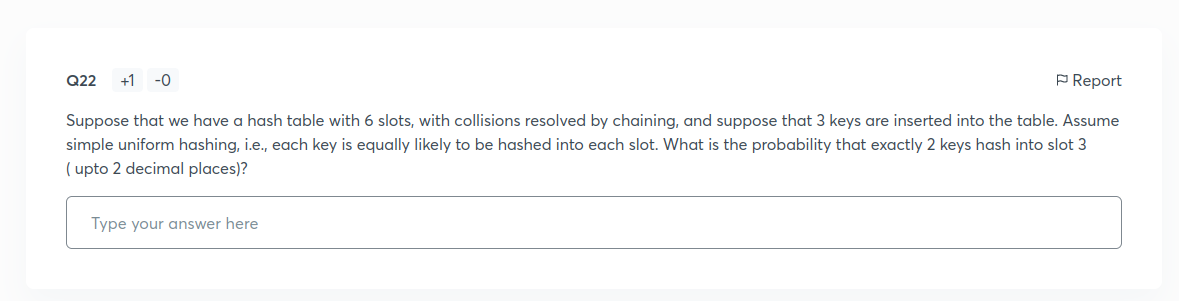 Q22 +1 -0 Report
Suppose that we have a hash table with 6 slots, with collisions resolved by chaining, and suppose that 3 keys are inserted into the table. Assume
simple uniform hashing, i.e., each key is equally likely to be hashed into each slot. What is the probability that exactly 2 keys hash into slot 3
( upto 2 decimal places)?
Type your answer here